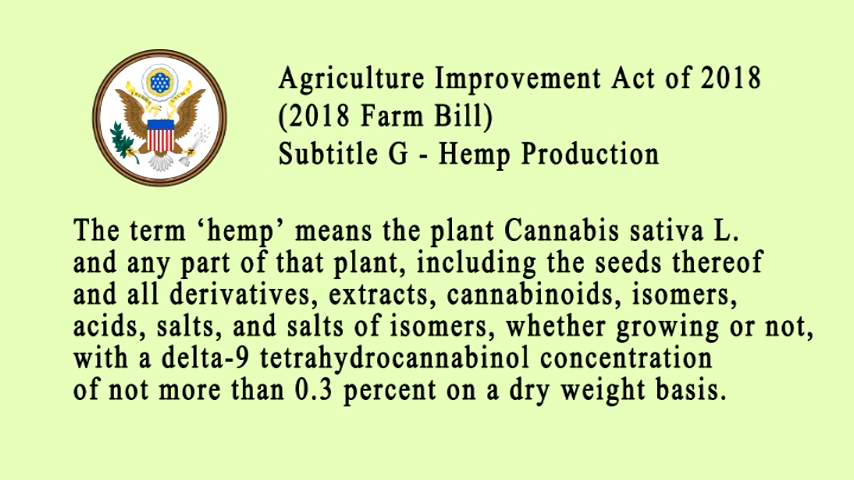 Agriculture Improvement Act of 2018
(2018 Farm Bill)
Subtitle G - Hemp Production
The term ‘hemp’ means the plant Cannabis sativa L.
and any part of that plant, including the seeds thereof
and all derivatives, extracts, cannabinoids, isomers,
acids, salts, and salts of isomers, whether growing or not,
with a delta-9 tetrahydrocannabinol concentration
of not more than 0.3 percent on a dry weight basis.